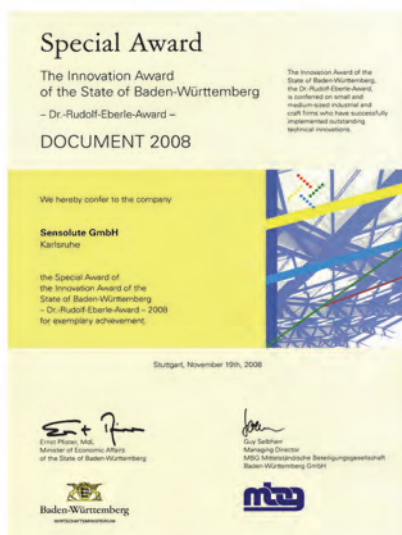 Special Award
The Innovation Award
of the State of Baden-Württemberg
– Dr.-Rudolf-Eberle-Award –
DOCUMENT 2008
The Innovation Award of the
State of Baden-Württemberg,
the Dr.-Rudolf-Eberle-Award,
is conferred on small and
medium-sized industrial and
craft firms who have successfully
implemented outstanding
technical innovations.
We hereby confer to the company
Sensolute GmbH
Karlsruhe
the Special Award of
the Innovation Award of the
State of Baden-Württemberg
– Dr.-Rudolf-Eberle-Award – 2008
for exemplary achievement.
Stuttgart, November 19th, 2008
Ernst Pfister, MdL
Minister of Economic Affairs
of the State of Baden-Württemberg
Guy Selbherr
Managing Director
MBG Mittelständische Beteiligungsgesellschaft
Baden-Württemberg GmbH
Baden-Württemberg
WIRTSCHAFTSMINISTERIUM